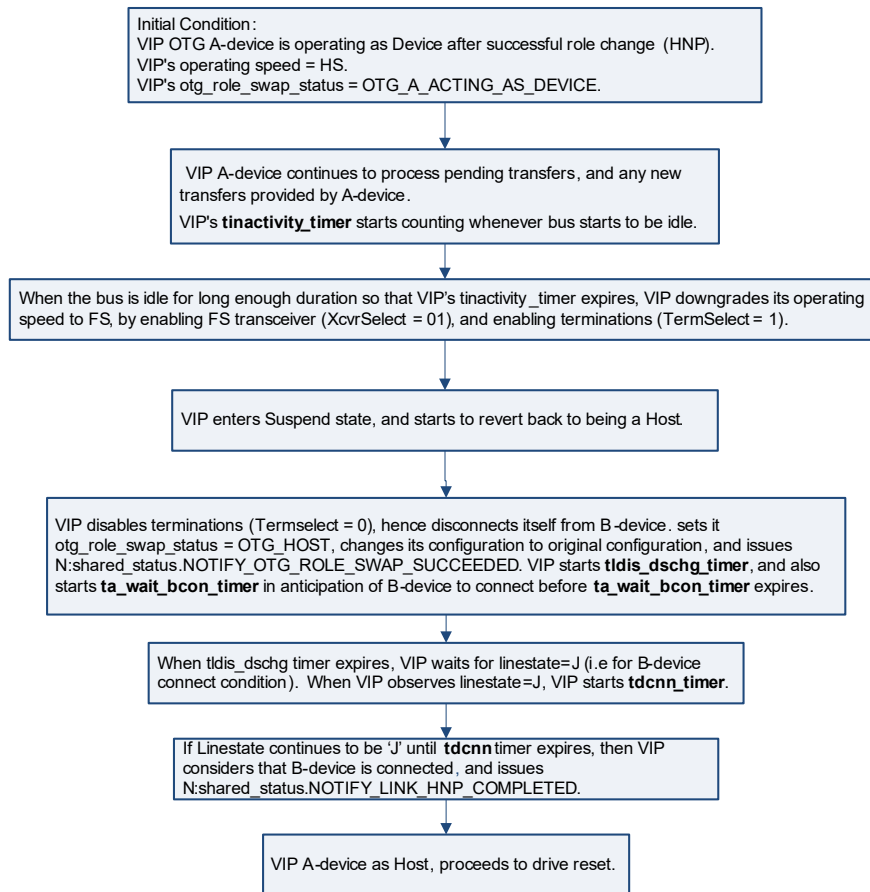 Initial Condition:
VIP OTG A-device is operating as Device after successful role change (HNP).
VIP's operating speed = HS.
VIP's otg_role_swap_status = OTG_A_ACTING_AS_DEVICE.
VIP A-device continues to process pending transfers, and any new
transfers provided by A-device.
VIP's tinactivity_timer starts counting whenever bus starts to be idle.
When the bus is idle for long enough duration so that VIP's tinactivity_timer expires, VIP downgrades its operating
speed to FS, by enabling FS transceiver (XcvrSelect = 01), and enabling terminations (TermSelect = 1).
VIP enters Suspend state, and starts to revert back to being a Host.
VIP disables terminations (Termselect = 0), hence disconnects itself from B-device. sets it
otg_role_swap_status = OTG_HOST, changes its configuration to original configuration, and issues
N:shared_status.NOTIFY_OTG_ROLE_SWAP_SUCCEEDED. VIP starts tldis_dschg_timer, and also
starts ta_wait_bcon_timer in anticipation of B-device to connect before ta_wait_bcon_timer expires.
When tldis_dschg timer expires, VIP waits for linestate=J (i.e for B-device
connect condition). When VIP observes linestate=J, VIP starts tdcnn_timer.
If Linestate continues to be ‘J’ until tdcnn timer expires, then VIP
considers that B-device is connected, and issues
N:shared_status.NOTIFY_LINK_HNP_COMPLETED.
VIP A-device as Host, proceeds to drive reset.